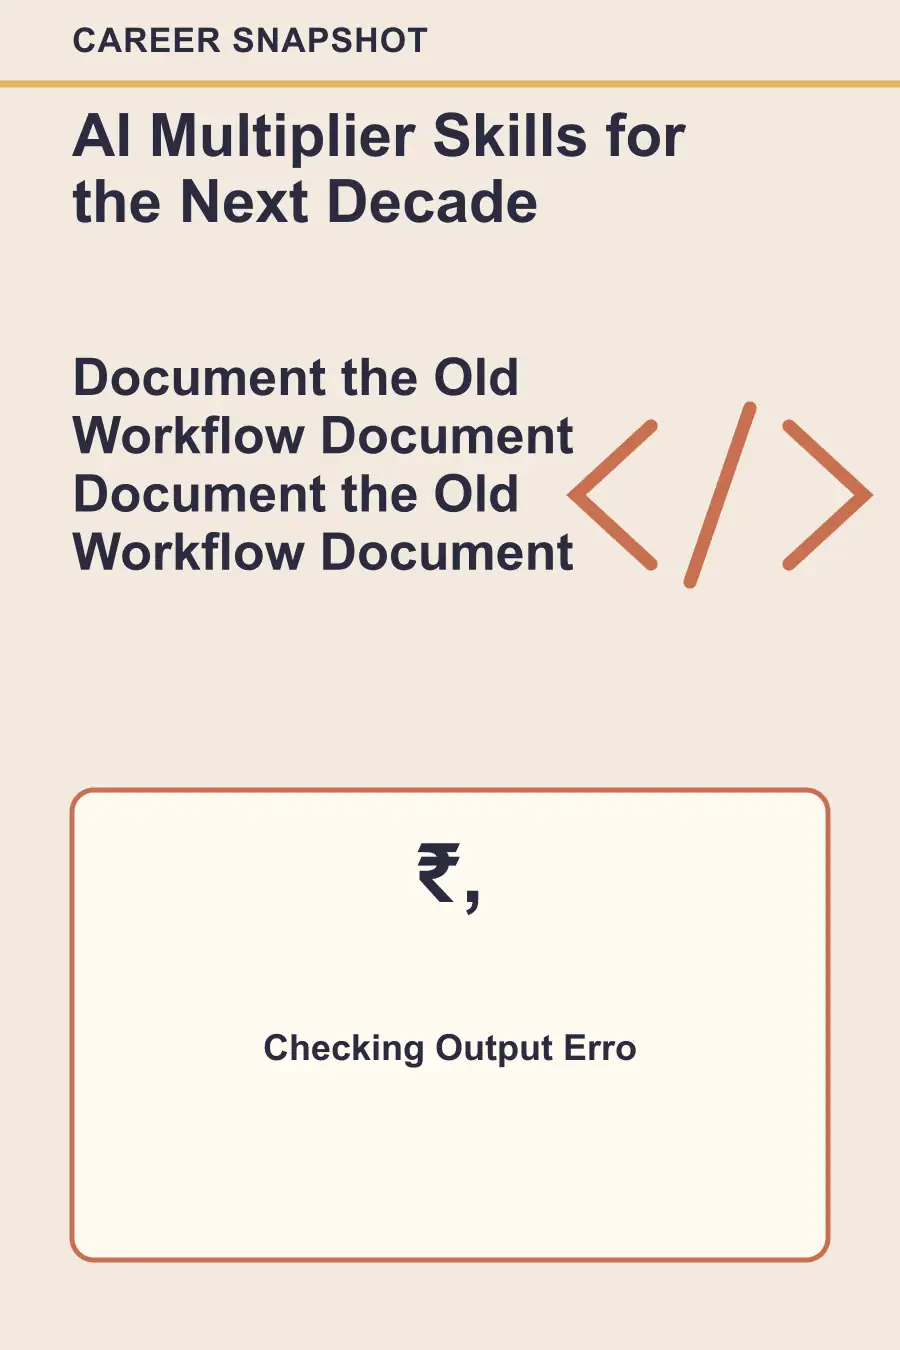 CAREER SNAPSHOT
AI Multiplier Skills for
the Next Decade
Document the Old
Workflow Document
Document the Old
Workflow Document
₹,
Checking Output Erro